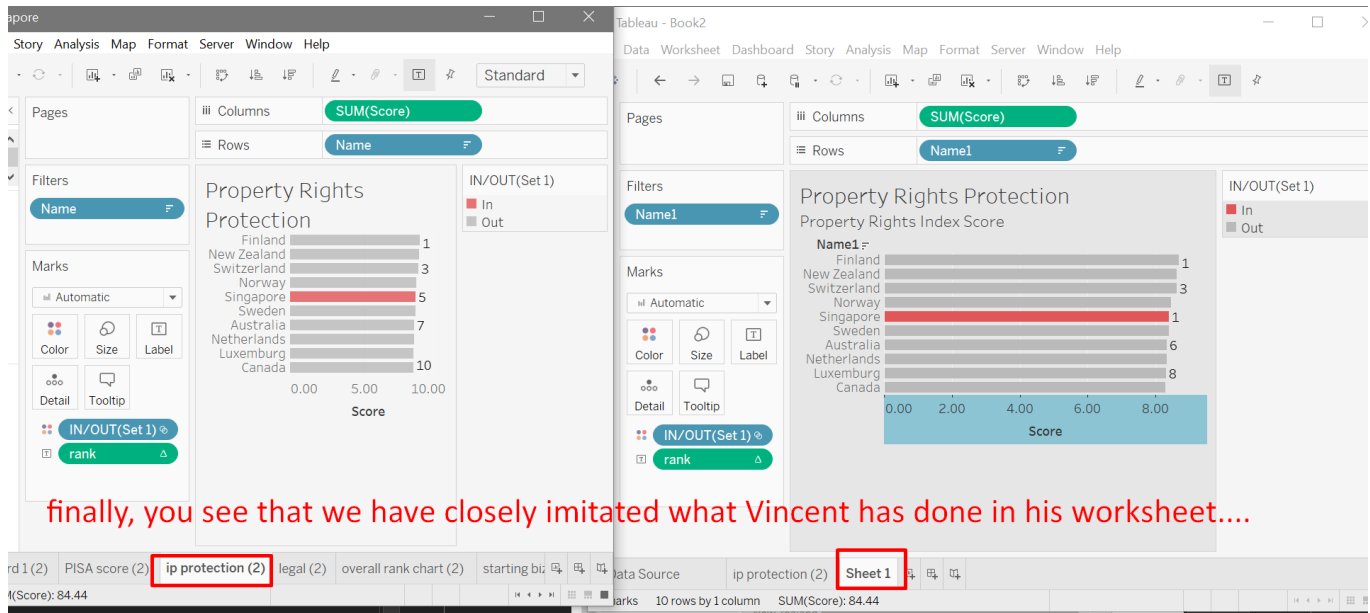 apore
Story Analysis Map Format Server Window Help
Standard
Pages
Columns
SUM(Score)
Rows
Name
Filters
Name
Marks
Automatic
Color
Size
Label
Detail
Tooltip
IN/OUT(Set 1)
rank
Property Rights
Protection
Finland
1
New Zealand
Switzerland
3
Norway
Singapore
5
Sweden
Australia
7
Netherlands
Luxemburg
Canada
10
0.00 5.00 10.00
Score
IN/OUT(Set 1)
In
Out
Tableau - Book2
Data Worksheet Dashboard Story Analysis Map Format Server Window Help
Pages
Columns
SUM(Score)
Rows
Name1
Filters
Name1
Marks
Automatic
Color
Size
Label
Detail
Tooltip
IN/OUT(Set 1)
rank
Property Rights Protection
Property Rights Index Score
Name1
Finland
1
New Zealand
Switzerland
3
Norway
Singapore
1
Sweden
Australia
6
Netherlands
Luxemburg
8
Canada
0.00 2.00 4.00 6.00 8.00
Score
IN/OUT(Set 1)
In
Out
finally, you see that we have closely imitated what Vincent has done in his worksheet....
rd 1 (2) PISA score (2) ip protection (2) legal (2) overall rank chart (2) starting biz
M(Score): 84.44
Data Source ip protection (2) Sheet 1
arks 10 rows by 1 column SUM(Score): 84.44